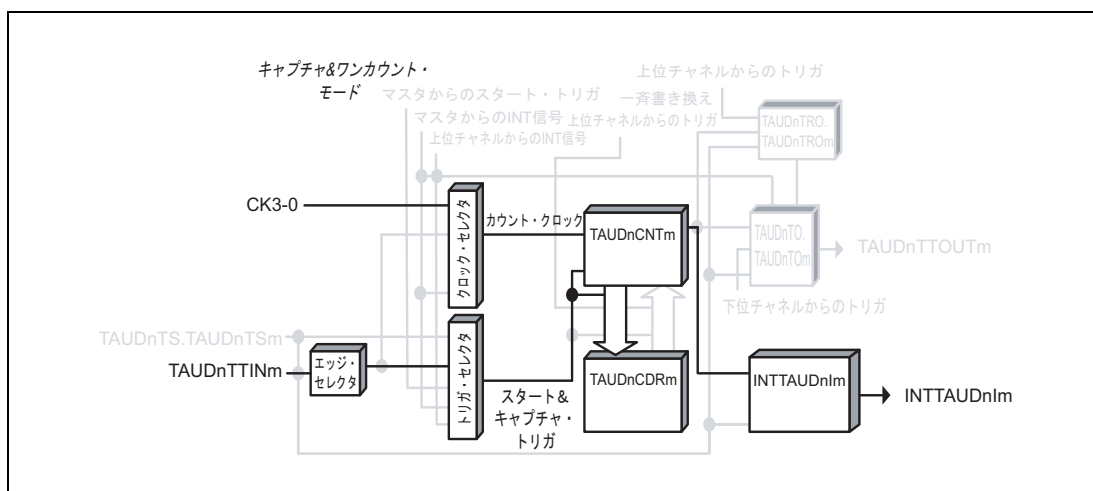 キャプチャ&ワンカウント・
モード
上位チャネルからのトリガ
マスタからのスタート・トリガ
一斉書き換え
マスタからのINT信号
上位チャネルからのトリガ
上位チャネルからのINT信号
TAUDnTRO.
TAUDnTROm
CK3-0
クロック・セレクタ
カウント・クロック
TAUDnCNTm
TAUDnTO.
TAUDnTOm
TAUDnTTOUTm
下位チャネルからのトリガ
TAUDnTS.TAUDnTSm
TAUDnTTINm
エッジ・
セレクタ
トリガ・セレクタ
スタート&
キャプチャ・
トリガ
TAUDnCDRm
INTTAUDnIm
INTTAUDnIm